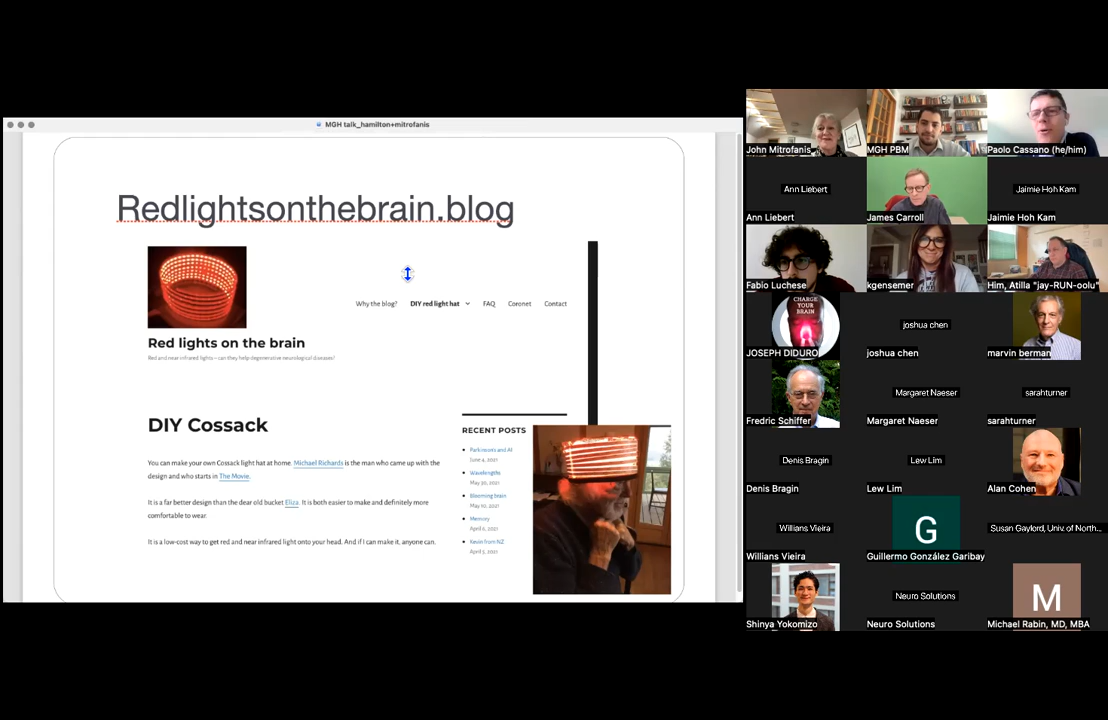 MGH talk_hamilton+mitrofanis
Redlightsonthebrain.blog
Why the blog? DIY red light hat FAQ Coronet Contact
Red lights on the brain
Red and near infrared lights – can they help degenerative neurological diseases?
DIY Cossack
You can make your own Cossack light hat at home. Michael Richards is the man who came up with the
design and who starts in The Movie.
It is a far better design than the dear old bucket Eliza. It is both easier to make and definitely more
comfortable to wear.
It is a low-cost way to get red and near infrared light onto your head. And if I can make it, anyone can.
RECENT POSTS
Parkinson's and AI
June 4, 2021
Wavelengths
May 30, 2021
Blooming brain
May 10, 2021
Memory
April 6, 2021
Kevin from NZ
April 5, 2021
John Mitrofanis
MGH PBM
Paolo Cassano (he/him)
Ann Liebert
Ann Liebert
James Carroll
Jaimie Hoh Kam
Jaimie Hoh Kam
Fabio Luchese
kgensemer
Him, Atilla "jay-RUN-oolu"
CHARGE
YOUR
BRAIN
JOSEPH DIDURO
joshua chen
joshua chen
marvin berman
Fredric Schiffer
Margaret Naeser
Margaret Naeser
sarahturner
sarahturner
Denis Bragin
Denis Bragin
Lew Lim
Lew Lim
Alan Cohen
Willians Vieira
Willians Vieira
G
Guillermo González Garibay
Susan Gaylord, Univ. of North...
Shinya Yokomizo
Neuro Solutions
Neuro Solutions
M
Michael Rabin, MD, MBA